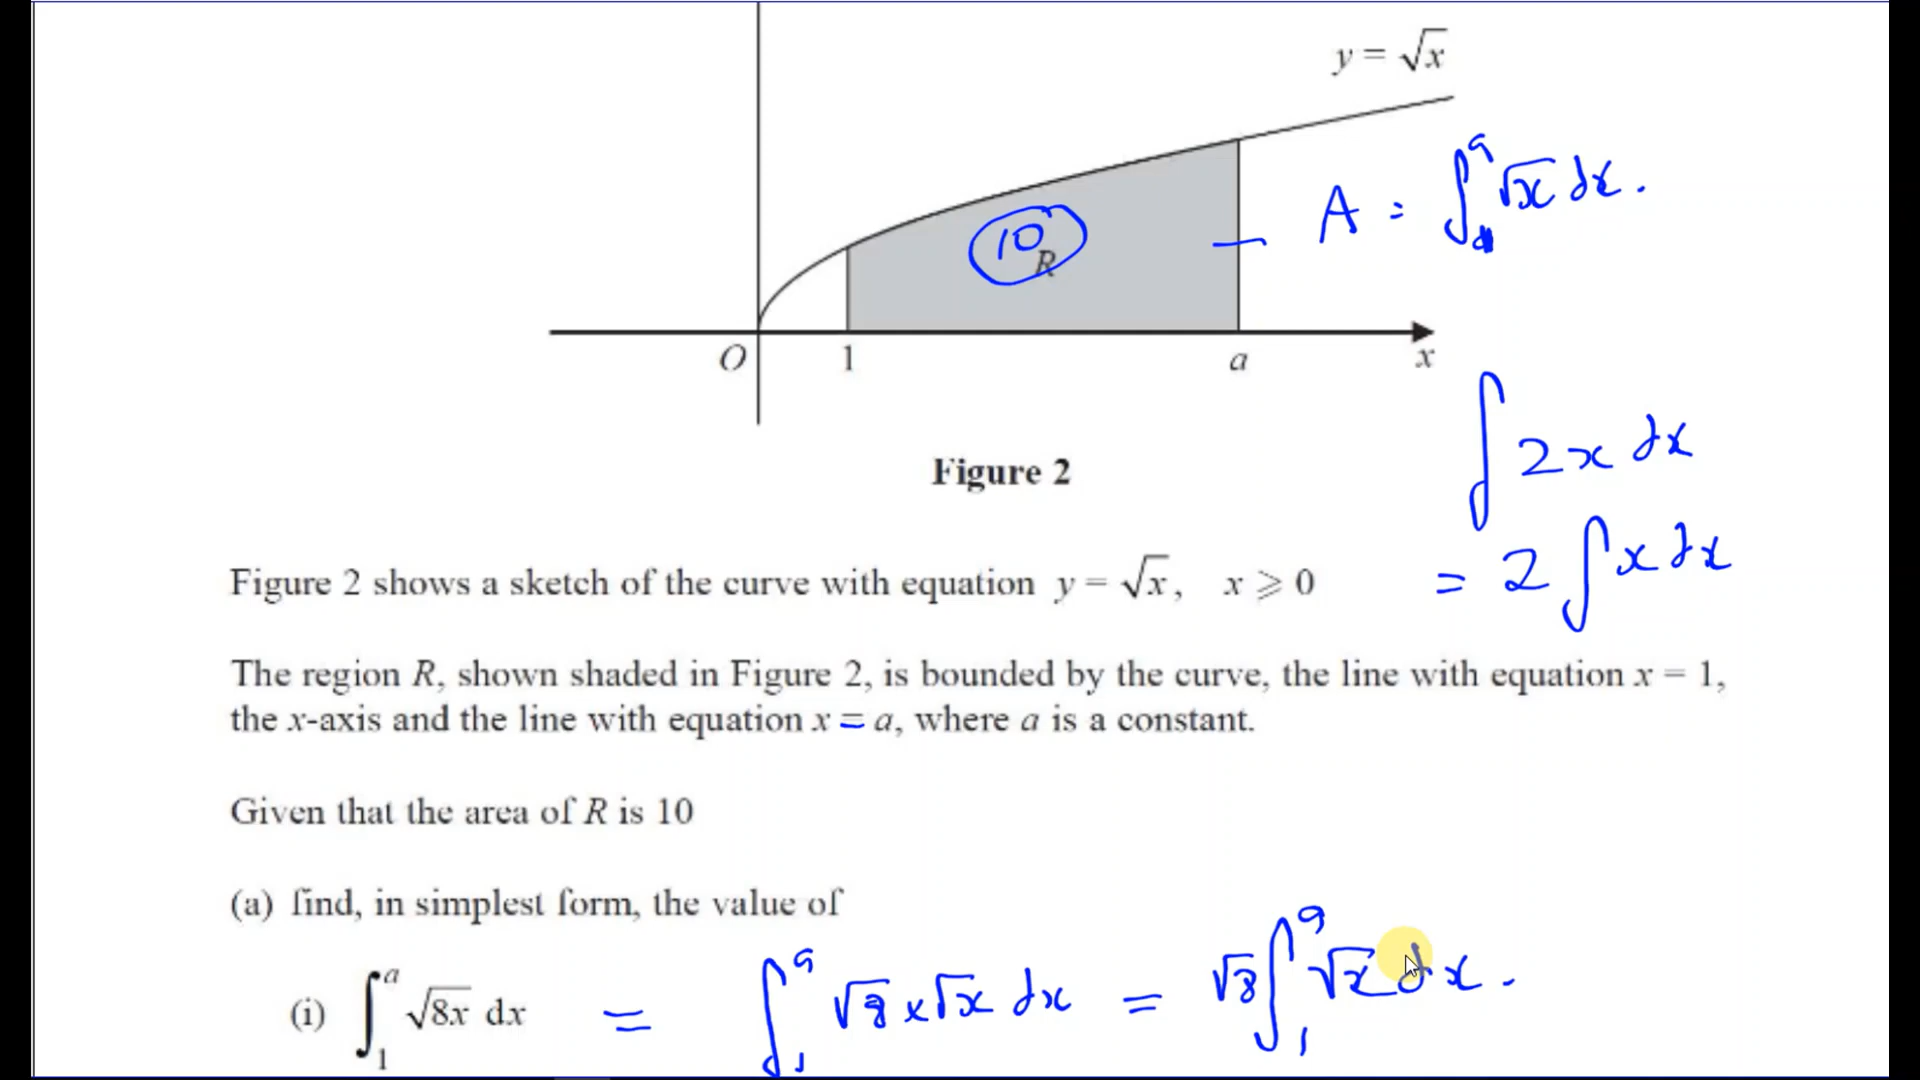 y = √x
A = ∫₁ᵃ √x dx.
10
R
O 1 a x
∫ 2x dx
Figure 2
= 2 ∫ x dx
Figure 2 shows a sketch of the curve with equation y = √x, x ⩾ 0
The region R, shown shaded in Figure 2, is bounded by the curve, the line with equation x = 1,
the x-axis and the line with equation x = a, where a is a constant.
Given that the area of R is 10
(a) find, in simplest form, the value of
(i) ∫₁ᵃ √8x dx = ∫₁ᵃ √8 × √x dx = √8 ∫₁ᵃ √x dx.